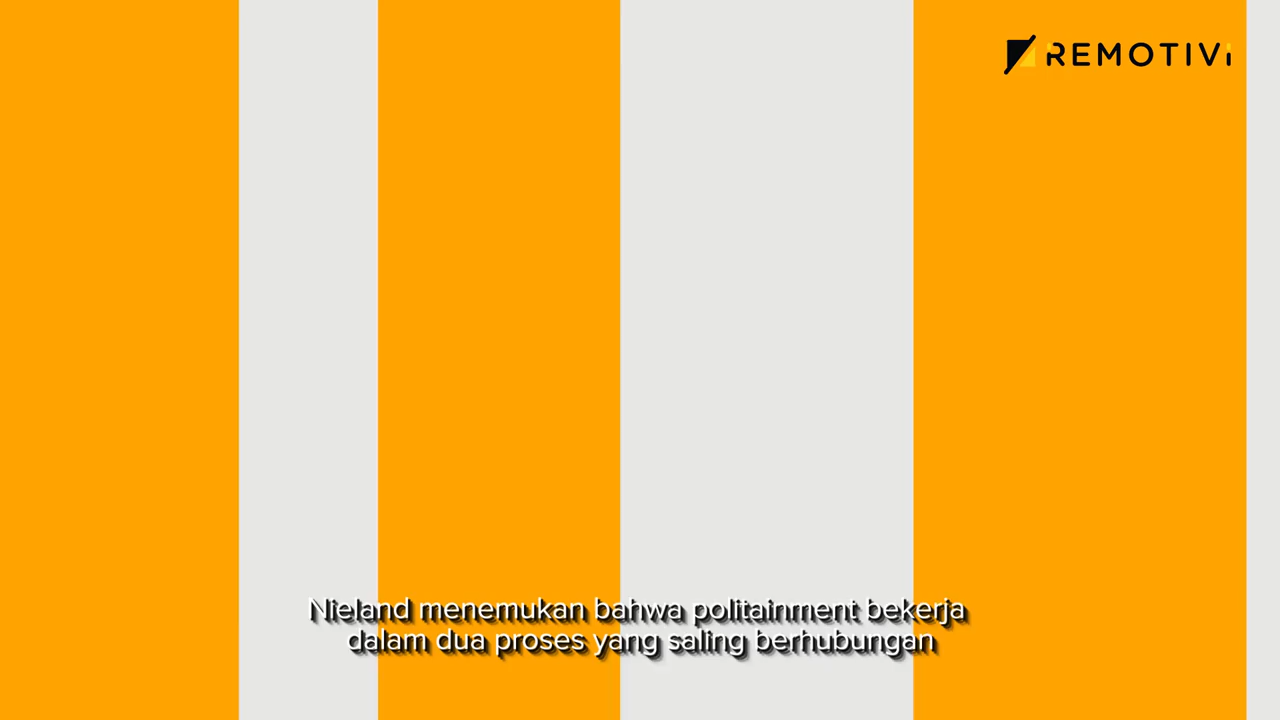 REMOTIVI
Nieland menemukan bahwa politainment bekerja
dalam dua proses yang saling berhubungan